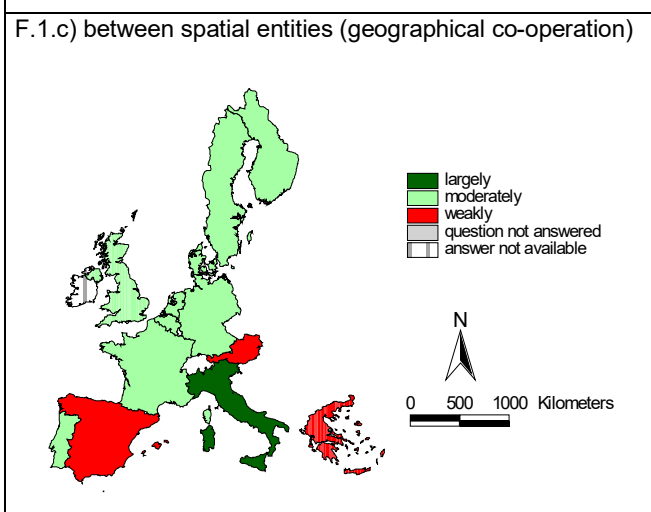 F.1.c) between spatial entities (geographical co-operation)
largely
moderately
weakly
question not answered
answer not available
N
0 500 1000 Kilometers